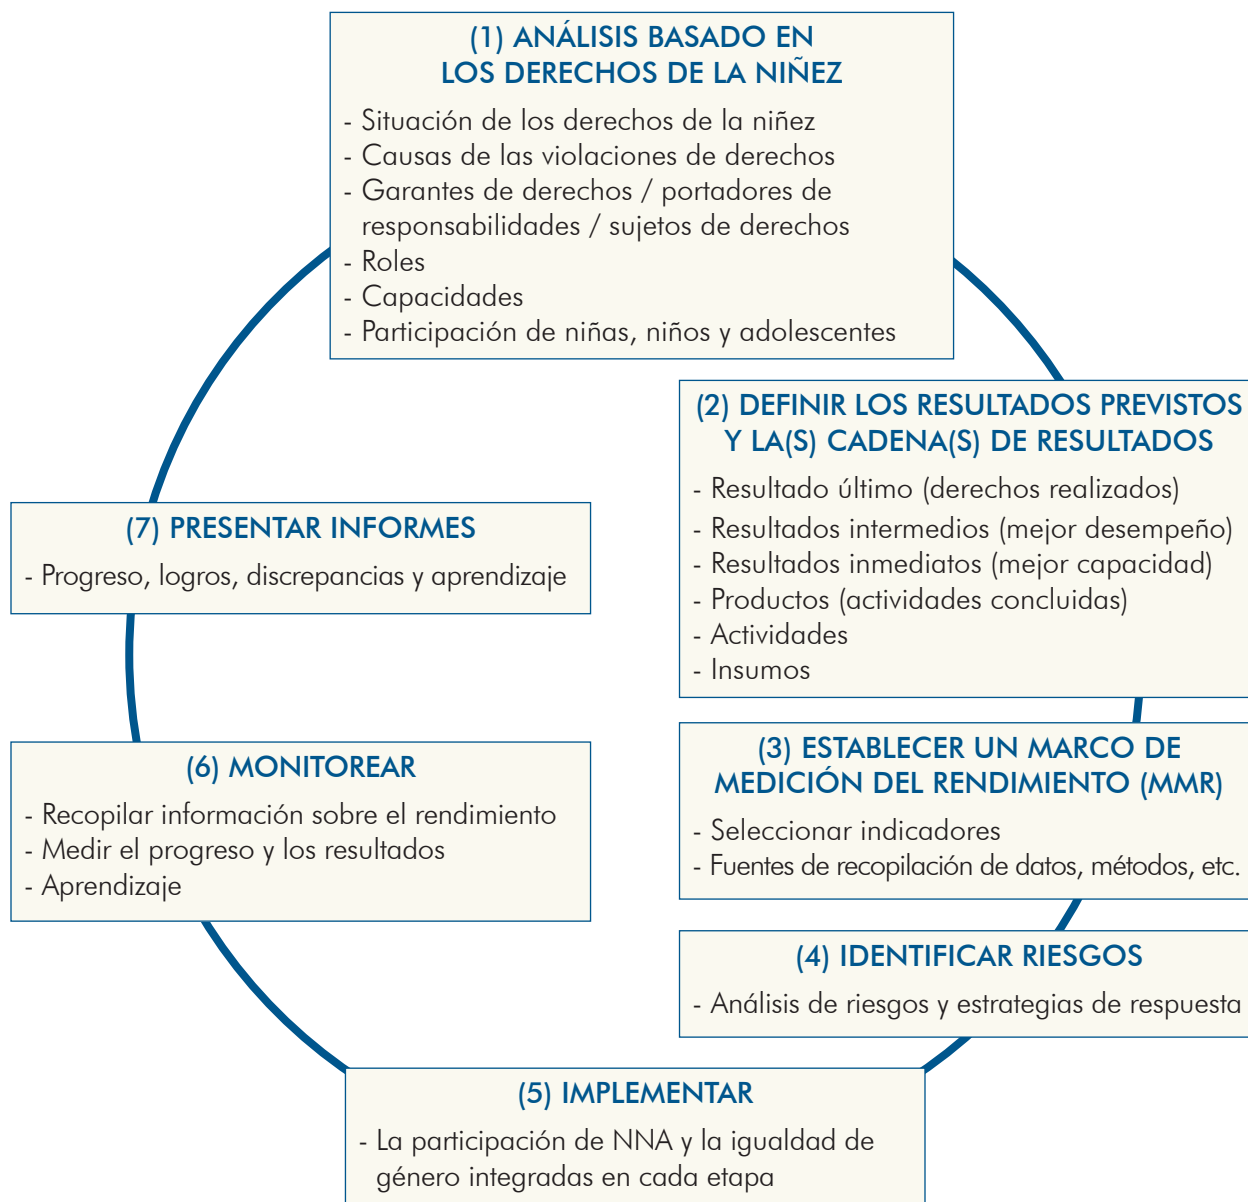 (1) ANÁLISIS BASADO EN
LOS DERECHOS DE LA NIÑEZ
- Situación de los derechos de la niñez
- Causas de las violaciones de derechos
- Garantes de derechos / portadores de
responsabilidades / sujetos de derechos
- Roles
- Capacidades
- Participación de niñas, niños y adolescentes
(2) DEFINIR LOS RESULTADOS PREVISTOS
Y LA(S) CADENA(S) DE RESULTADOS
- Resultado último (derechos realizados)
- Resultados intermedios (mejor desempeño)
- Resultados inmediatos (mejor capacidad)
- Productos (actividades concluidas)
- Actividades
- Insumos
(3) ESTABLECER UN MARCO DE
MEDICIÓN DEL RENDIMIENTO (MMR)
- Seleccionar indicadores
- Fuentes de recopilación de datos, métodos, etc.
(4) IDENTIFICAR RIESGOS
- Análisis de riesgos y estrategias de respuesta
(5) IMPLEMENTAR
- La participación de NNA y la igualdad de
género integradas en cada etapa
(6) MONITOREAR
- Recopilar información sobre el rendimiento
- Medir el progreso y los resultados
- Aprendizaje
(7) PRESENTAR INFORMES
- Progreso, logros, discrepancias y aprendizaje